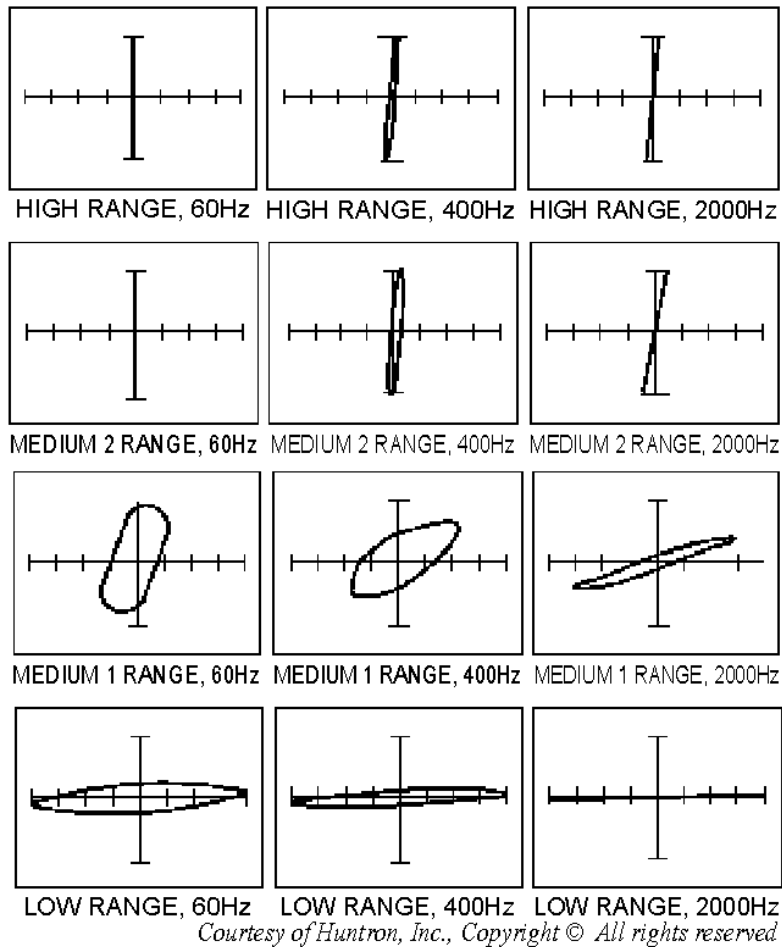 HIGH RANGE, 60Hz HIGH RANGE, 400Hz HIGH RANGE, 2000Hz
MEDIUM 2 RANGE, 60Hz MEDIUM 2 RANGE, 400Hz MEDIUM 2 RANGE, 2000Hz
MEDIUM 1 RANGE, 60Hz MEDIUM 1 RANGE, 400Hz MEDIUM 1 RANGE, 2000Hz
LOW RANGE, 60Hz LOW RANGE, 400Hz LOW RANGE, 2000Hz
Courtesy of Huntron, Inc., Copyright © All rights reserved